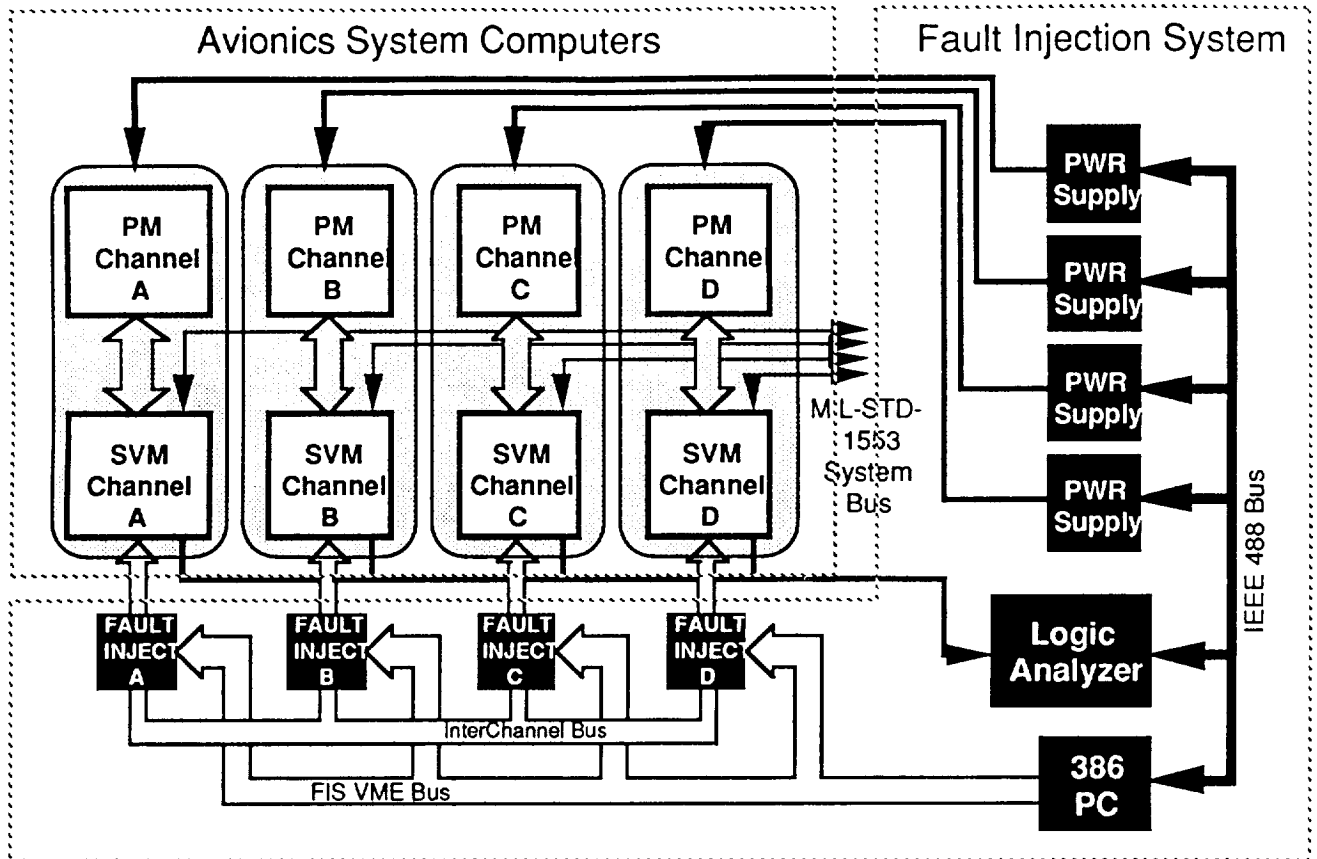 Avionics System Computers
Fault Injection System
PM
Channel
A
PM
Channel
B
PM
Channel
C
PM
Channel
D
PWR
Supply
PWR
Supply
PWR
Supply
PWR
Supply
SVM
Channel
A
SVM
Channel
B
SVM
Channel
C
SVM
Channel
D
MIL-STD-
1553
System
Bus
IEEE 488 Bus
FAULT
INJECT
A
FAULT
INJECT
B
FAULT
INJECT
C
FAULT
INJECT
D
Logic
Analyzer
InterChannel Bus
FIS VME Bus
386
PC